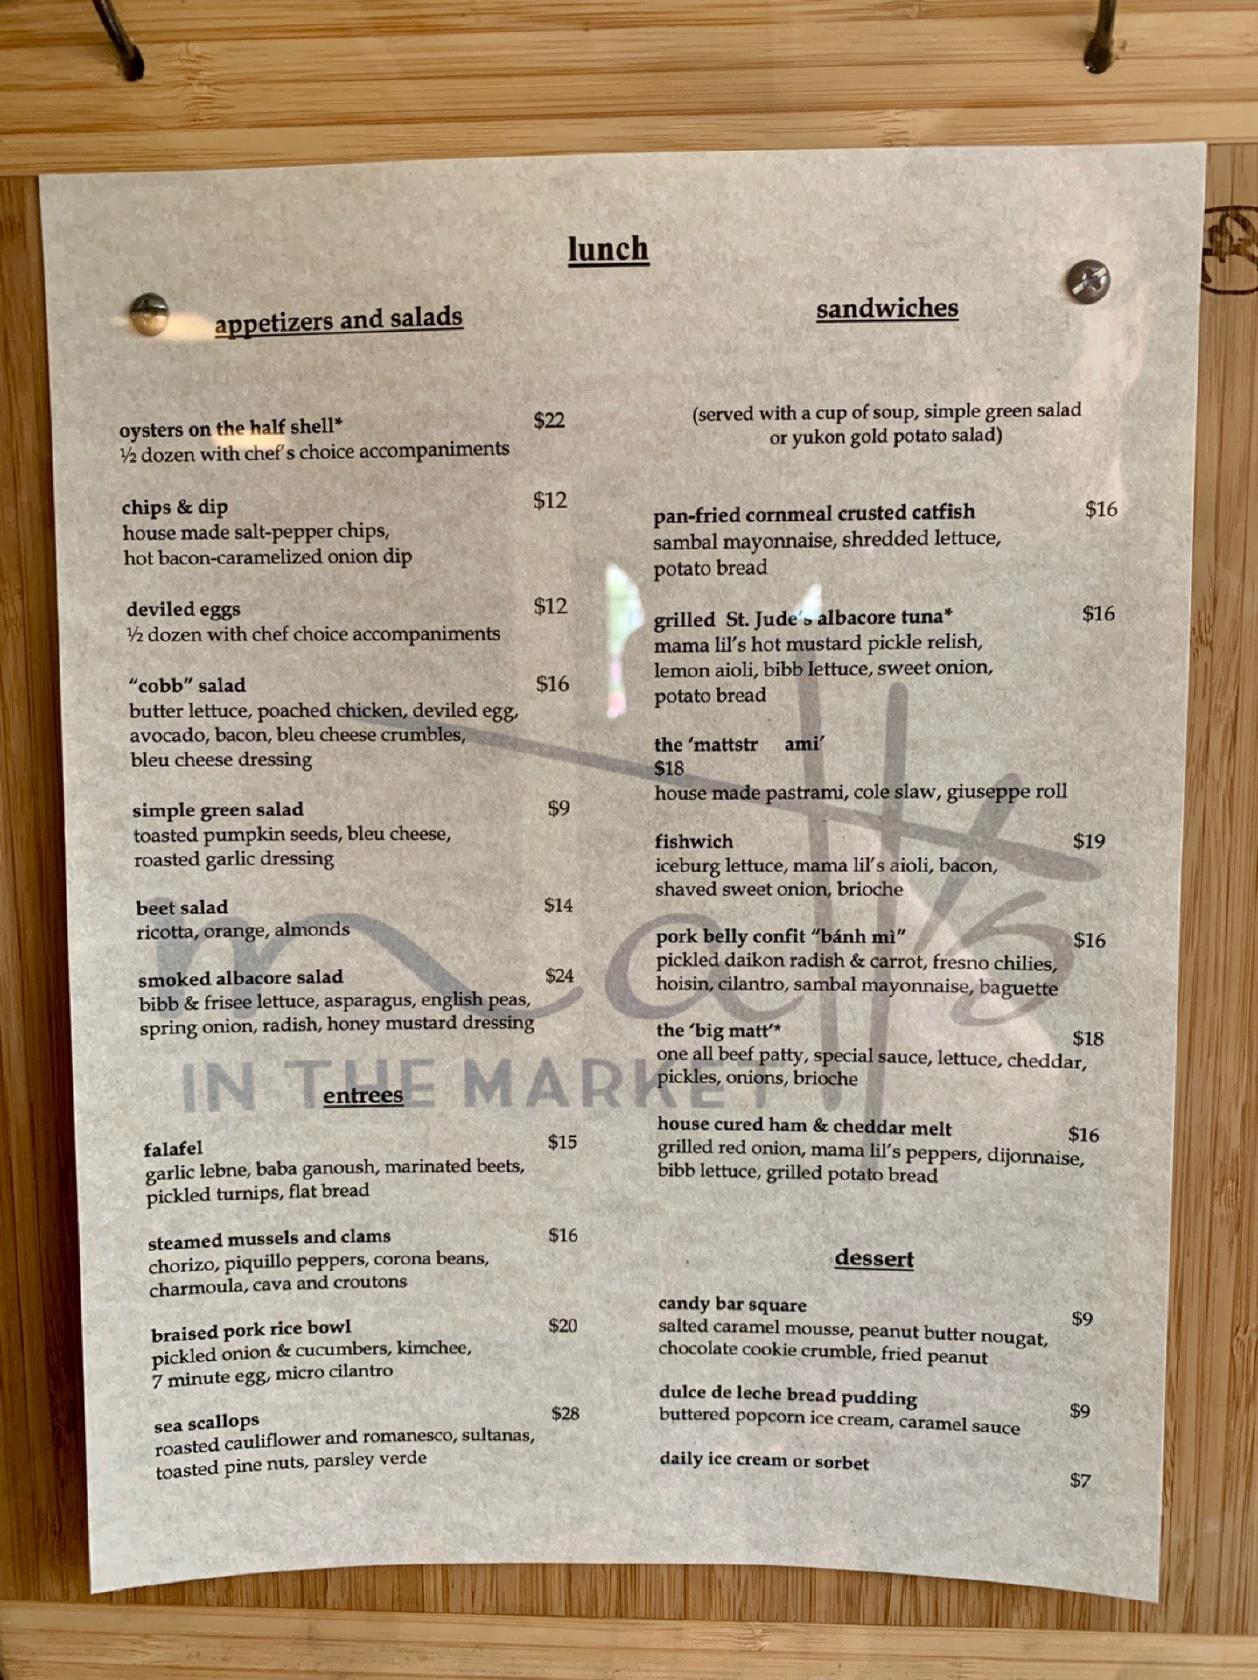 lunch
appetizers and salads
oysters on the half shell* $22
½ dozen with chef's choice accompaniments
chips & dip $12
house made salt-pepper chips,
hot bacon-caramelized onion dip
deviled eggs $12
½ dozen with chef choice accompaniments
"cobb" salad $16
butter lettuce, poached chicken, deviled egg,
avocado, bacon, bleu cheese crumbles,
bleu cheese dressing
simple green salad $9
toasted pumpkin seeds, bleu cheese,
roasted garlic dressing
beet salad $14
ricotta, orange, almonds
smoked albacore salad $24
bibb & frisee lettuce, asparagus, english peas,
spring onion, radish, honey mustard dressing
entrees
falafel $15
garlic lebne, baba ganoush, marinated beets,
pickled turnips, flat bread
steamed mussels and clams $16
chorizo, piquillo peppers, corona beans,
charmoula, cava and croutons
braised pork rice bowl $20
pickled onion & cucumbers, kimchee,
7 minute egg, micro cilantro
sea scallops $28
roasted cauliflower and romanesco, sultanas,
toasted pine nuts, parsley verde
sandwiches
(served with a cup of soup, simple green salad
or yukon gold potato salad)
pan-fried cornmeal crusted catfish $16
sambal mayonnaise, shredded lettuce,
potato bread
grilled St. Jude's albacore tuna* $16
mama lil's hot mustard pickle relish,
lemon aioli, bibb lettuce, sweet onion,
potato bread
the 'mattstr ami'
$18
house made pastrami, cole slaw, giuseppe roll
fishwich $19
iceburg lettuce, mama lil's aioli, bacon,
shaved sweet onion, brioche
pork belly confit "bánh mì" $16
pickled daikon radish & carrot, fresno chilies,
hoisin, cilantro, sambal mayonnaise, baguette
the 'big matt'* $18
one all beef patty, special sauce, lettuce, cheddar,
pickles, onions, brioche
house cured ham & cheddar melt $16
grilled red onion, mama lil's peppers, dijonnaise,
bibb lettuce, grilled potato bread
dessert
candy bar square $9
salted caramel mousse, peanut butter nougat,
chocolate cookie crumble, fried peanut
dulce de leche bread pudding $9
buttered popcorn ice cream, caramel sauce
daily ice cream or sorbet $7
matt's
IN THE MARKET